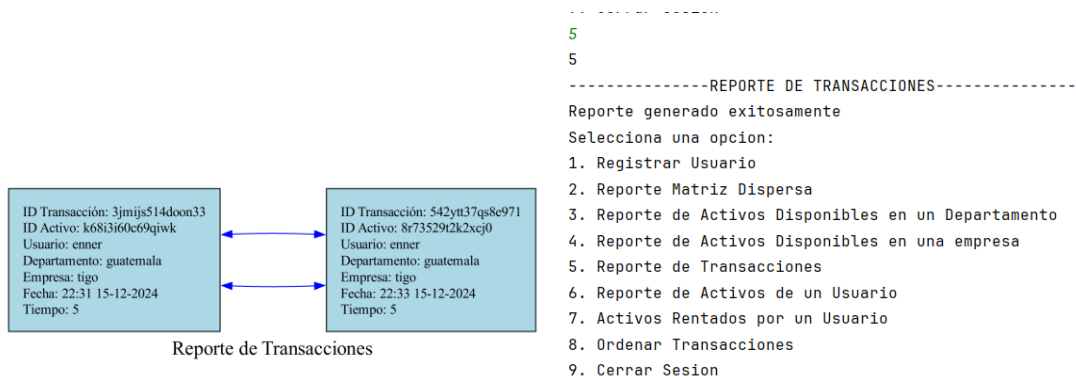 ID Transacción: 3jmijs514doon33
ID Activo: k68i3i60c69qiwk
Usuario: enner
Departamento: guatemala
Empresa: tigo
Fecha: 22:31 15-12-2024
Tiempo: 5
ID Transacción: 542ytt37qs8e971
ID Activo: 8r73529t2k2xcj0
Usuario: enner
Departamento: guatemala
Empresa: tigo
Fecha: 22:33 15-12-2024
Tiempo: 5
Reporte de Transacciones
5
5
---------------REPORTE DE TRANSACCIONES---------------
Reporte generado exitosamente
Selecciona una opcion:
1. Registrar Usuario
2. Reporte Matriz Dispersa
3. Reporte de Activos Disponibles en un Departamento
4. Reporte de Activos Disponibles en una empresa
5. Reporte de Transacciones
6. Reporte de Activos de un Usuario
7. Activos Rentados por un Usuario
8. Ordenar Transacciones
9. Cerrar Sesion